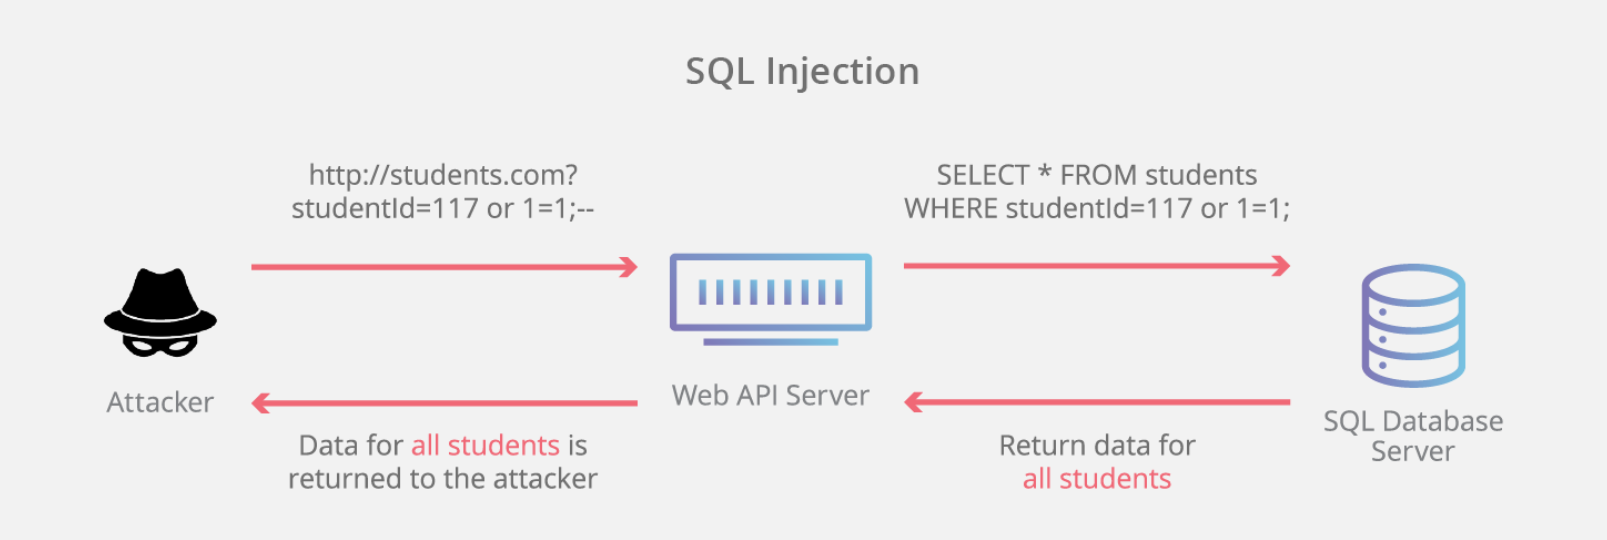 SQL Injection
http://students.com?
studentId=117 or 1=1;--
SELECT * FROM students
WHERE studentId=117 or 1=1;
Attacker
Web API Server
SQL Database
Server
Data for all students is
returned to the attacker
Return data for
all students